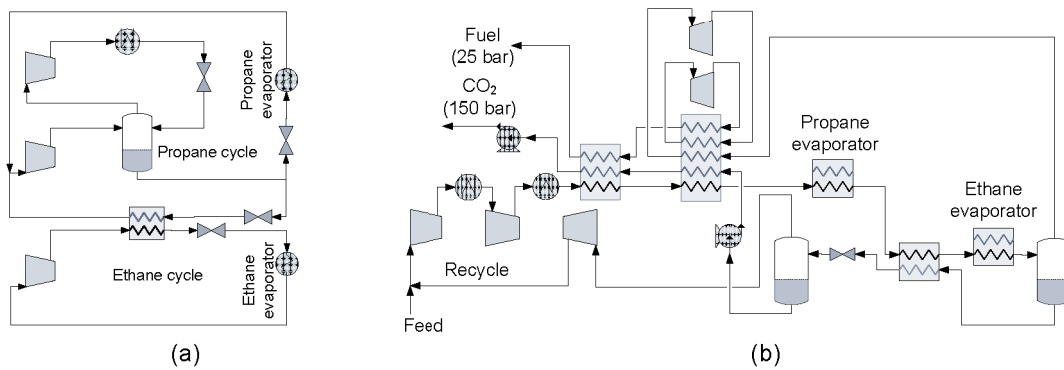 Propane
evaporator
Propane cycle
Ethane cycle
Ethane
evaporator
(a)
Fuel
(25 bar)
CO₂
(150 bar)
Propane
evaporator
Ethane
evaporator
Recycle
Feed
(b)